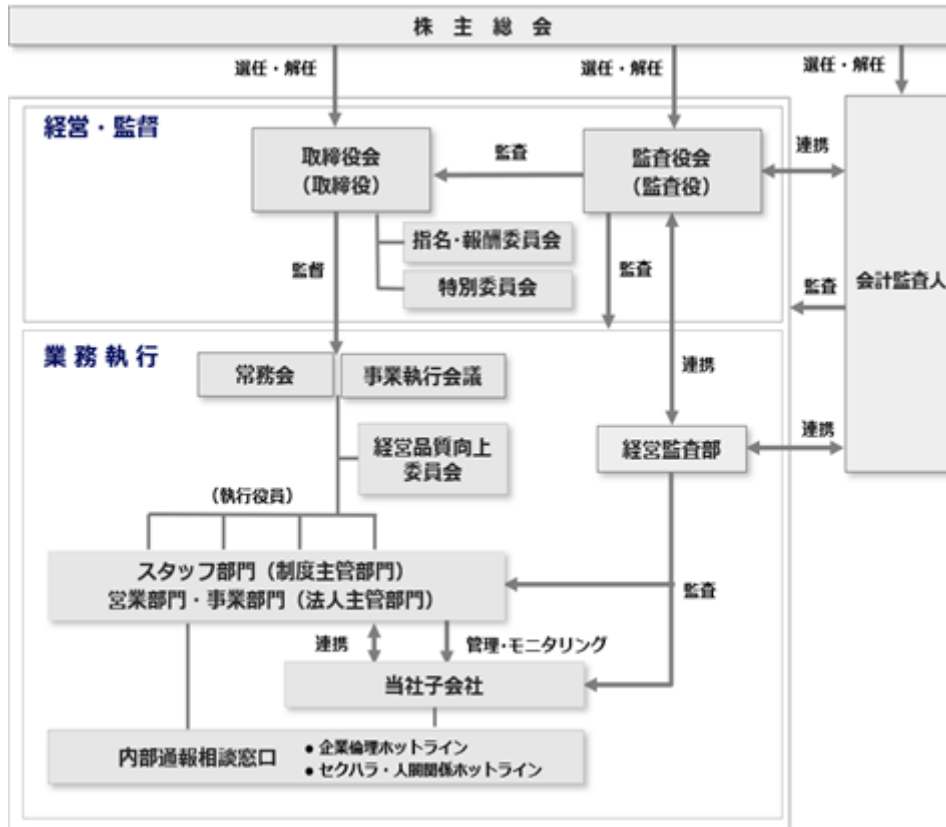 株主総会
選任・解任
選任・解任
選任・解任
経営・監督
取締役会
（取締役）
監査
監査役会
（監査役）
連携
指名・報酬委員会
監督
特別委員会
監査
会計監査人
監査
業務執行
常務会
事業執行会議
連携
経営品質向上
委員会
経営監査部
連携
（執行役員）
スタッフ部門（制度主管部門）
営業部門・事業部門（法人主管部門）
監査
連携
管理・モニタリング
当社子会社
内部通報相談窓口
● 企業倫理ホットライン
● セクハラ・人間関係ホットライン